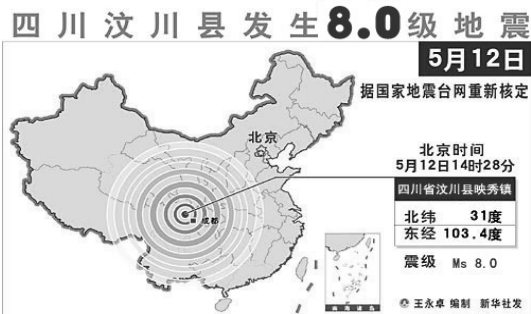 四川汶川县发生8.0级地震
5月12日
据国家地震台网重新核定
北京
北京时间
5月12日14时28分
四川省汶川县映秀镇
北纬 31度
东经 103.4度
震级 Ms 8.0
成都
南海诸岛
王永卓 编制 新华社发